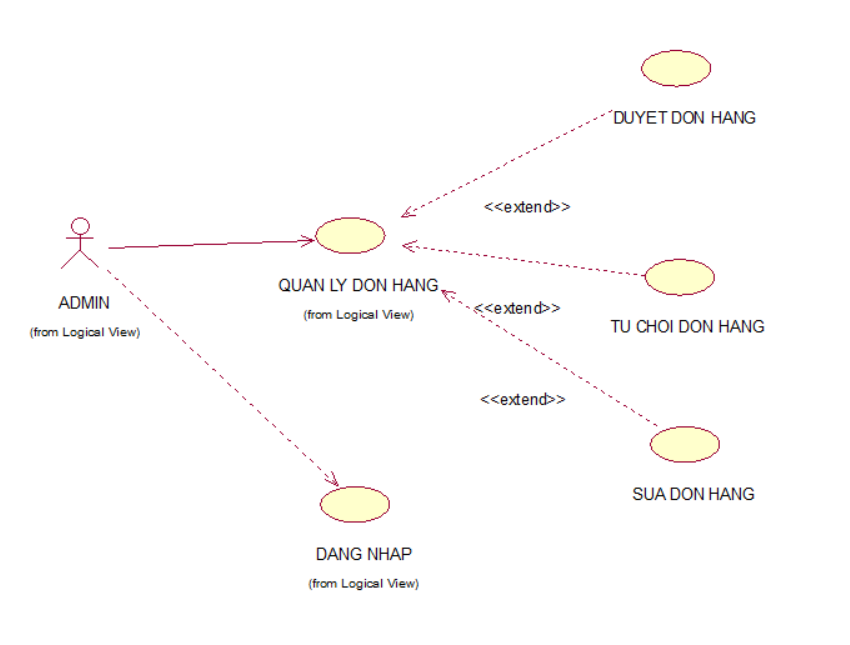 DUYET DON HANG
<<extend>>
QUAN LY DON HANG
(from Logical View)
ADMIN
(from Logical View)
<<extend>>
TU CHOI DON HANG
<<extend>>
SUA DON HANG
DANG NHAP
(from Logical View)